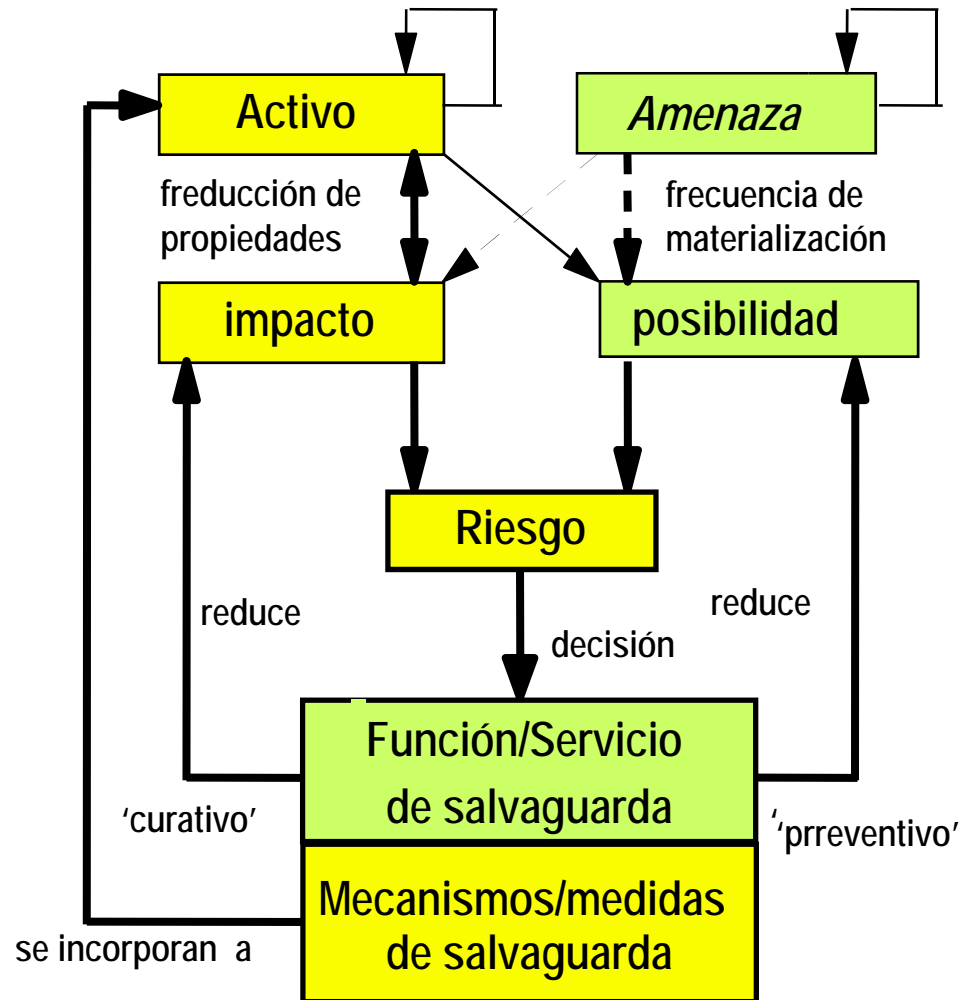 Activo
Amenaza
freducción de
propiedades
frecuencia de
materialización
impacto
posibilidad
Riesgo
reduce
reduce
decisión
Función/Servicio
de salvaguarda
‘curativo’
‘‘prreventivo’
Mecanismos/medidas
de salvaguarda
se incorporan a